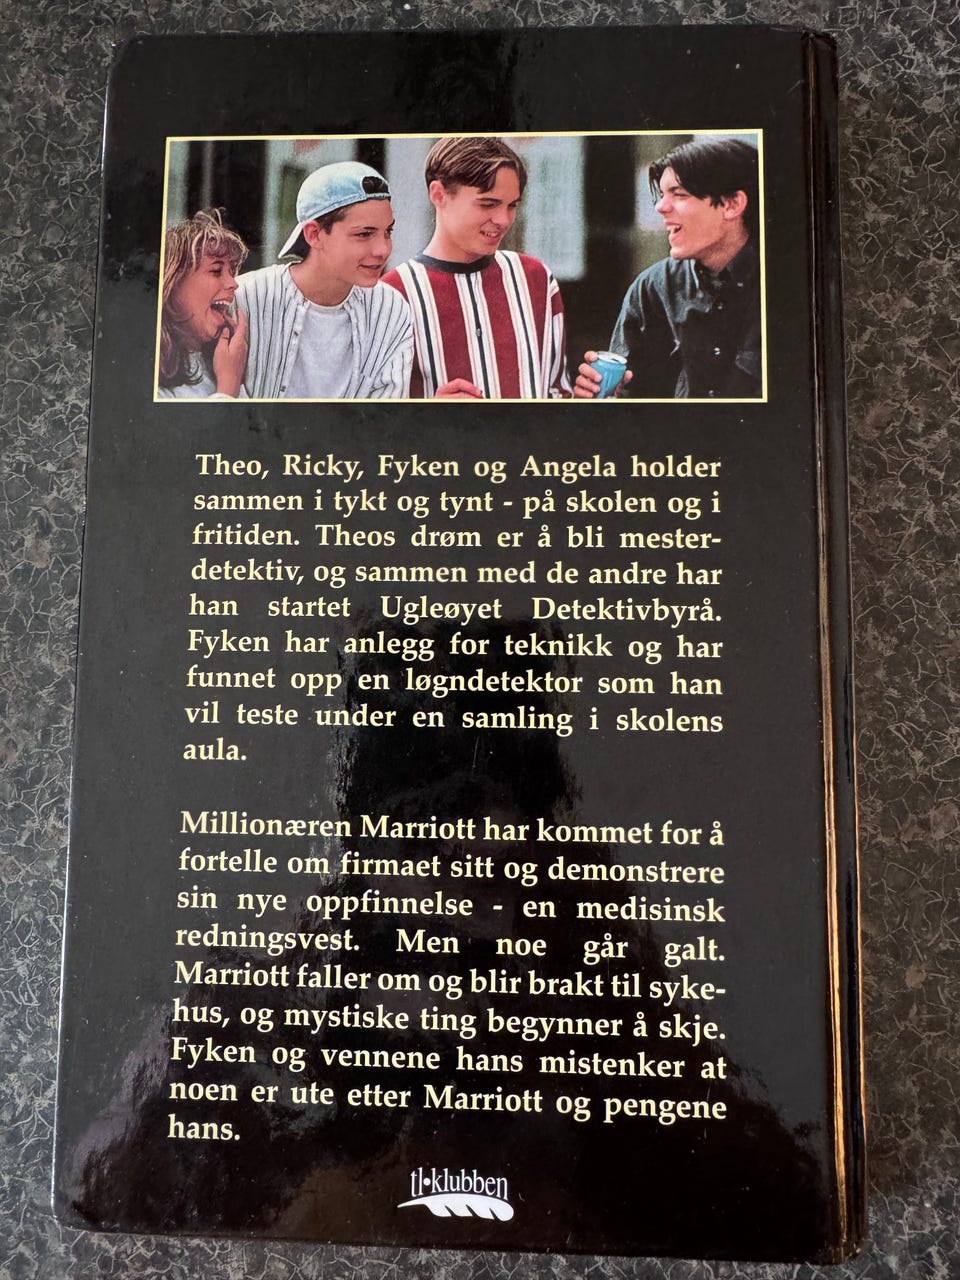 Theo, Ricky, Fyken og Angela holder
sammen i tykt og tynt - på skolen og i
fritiden. Theos drøm er å bli mester-
detektiv, og sammen med de andre har
han startet Ugleøyet Detektivbyrå.
Fyken har anlegg for teknikk og har
funnet opp en løgndetektor som han
vil teste under en samling i skolens
aula.
Millionæren Marriott har kommet for å
fortelle om firmaet sitt og demonstrere
sin nye oppfinnelse - en medisinsk
redningsvest. Men noe går galt.
Marriott faller om og blir brakt til syke-
hus, og mystiske ting begynner å skje.
Fyken og vennene hans mistenker at
noen er ute etter Marriott og pengene
hans.
tl•klubben